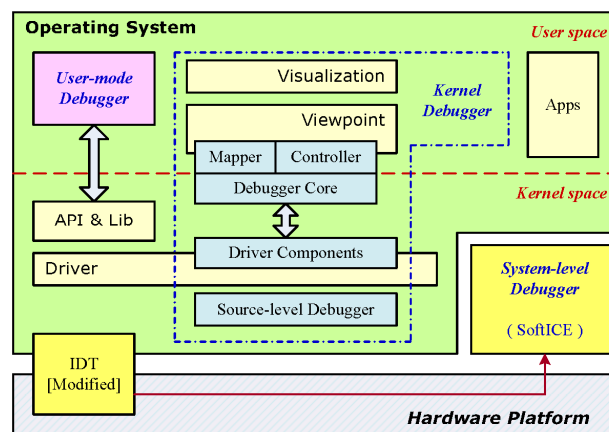 Operating System
User space
User-mode
Debugger
Visualization
Kernel
Debugger
Viewpoint
Apps
Mapper
Controller
Debugger Core
Kernel space
API & Lib
Driver Components
Driver
System-level
Debugger
( SoftICE )
Source-level Debugger
IDT
[Modified]
Hardware Platform